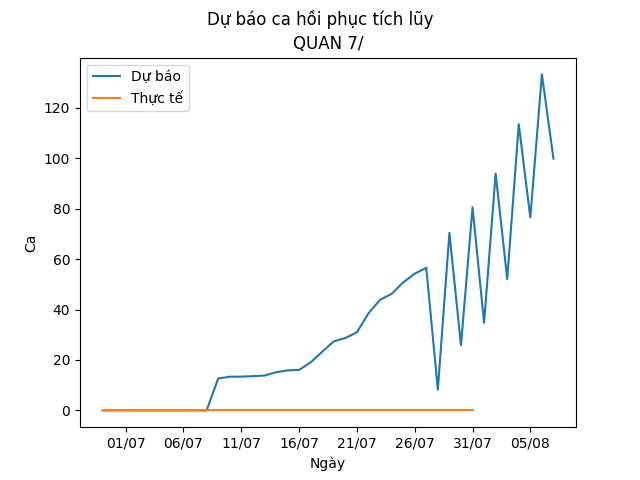 Dự báo ca hồi phục tích lũy
QUAN 7/
Dự báo
Thực tế
Ca
120
100
80
60
40
20
0
01/07 06/07 11/07 16/07 21/07 26/07 31/07 05/08
Ngày